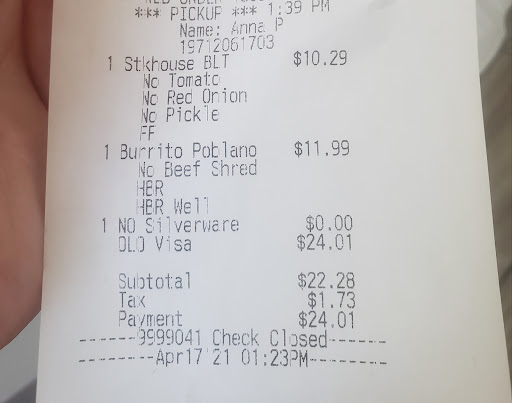 *** PICKUP *** 1:39 PM
Name: Anna P
19712061703
1 Stkhouse BLT $10.29
No Tomato
No Red Onion
No Pickle
FF
1 Burrito Poblano $11.99
No Beef Shred
HBR
HBR Well
1 NO Silverware $0.00
OLO Visa $24.01
Subtotal $22.28
Tax $1.73
Payment $24.01
------9999041 Check Closed------
--------Apr17'21 01:23PM--------